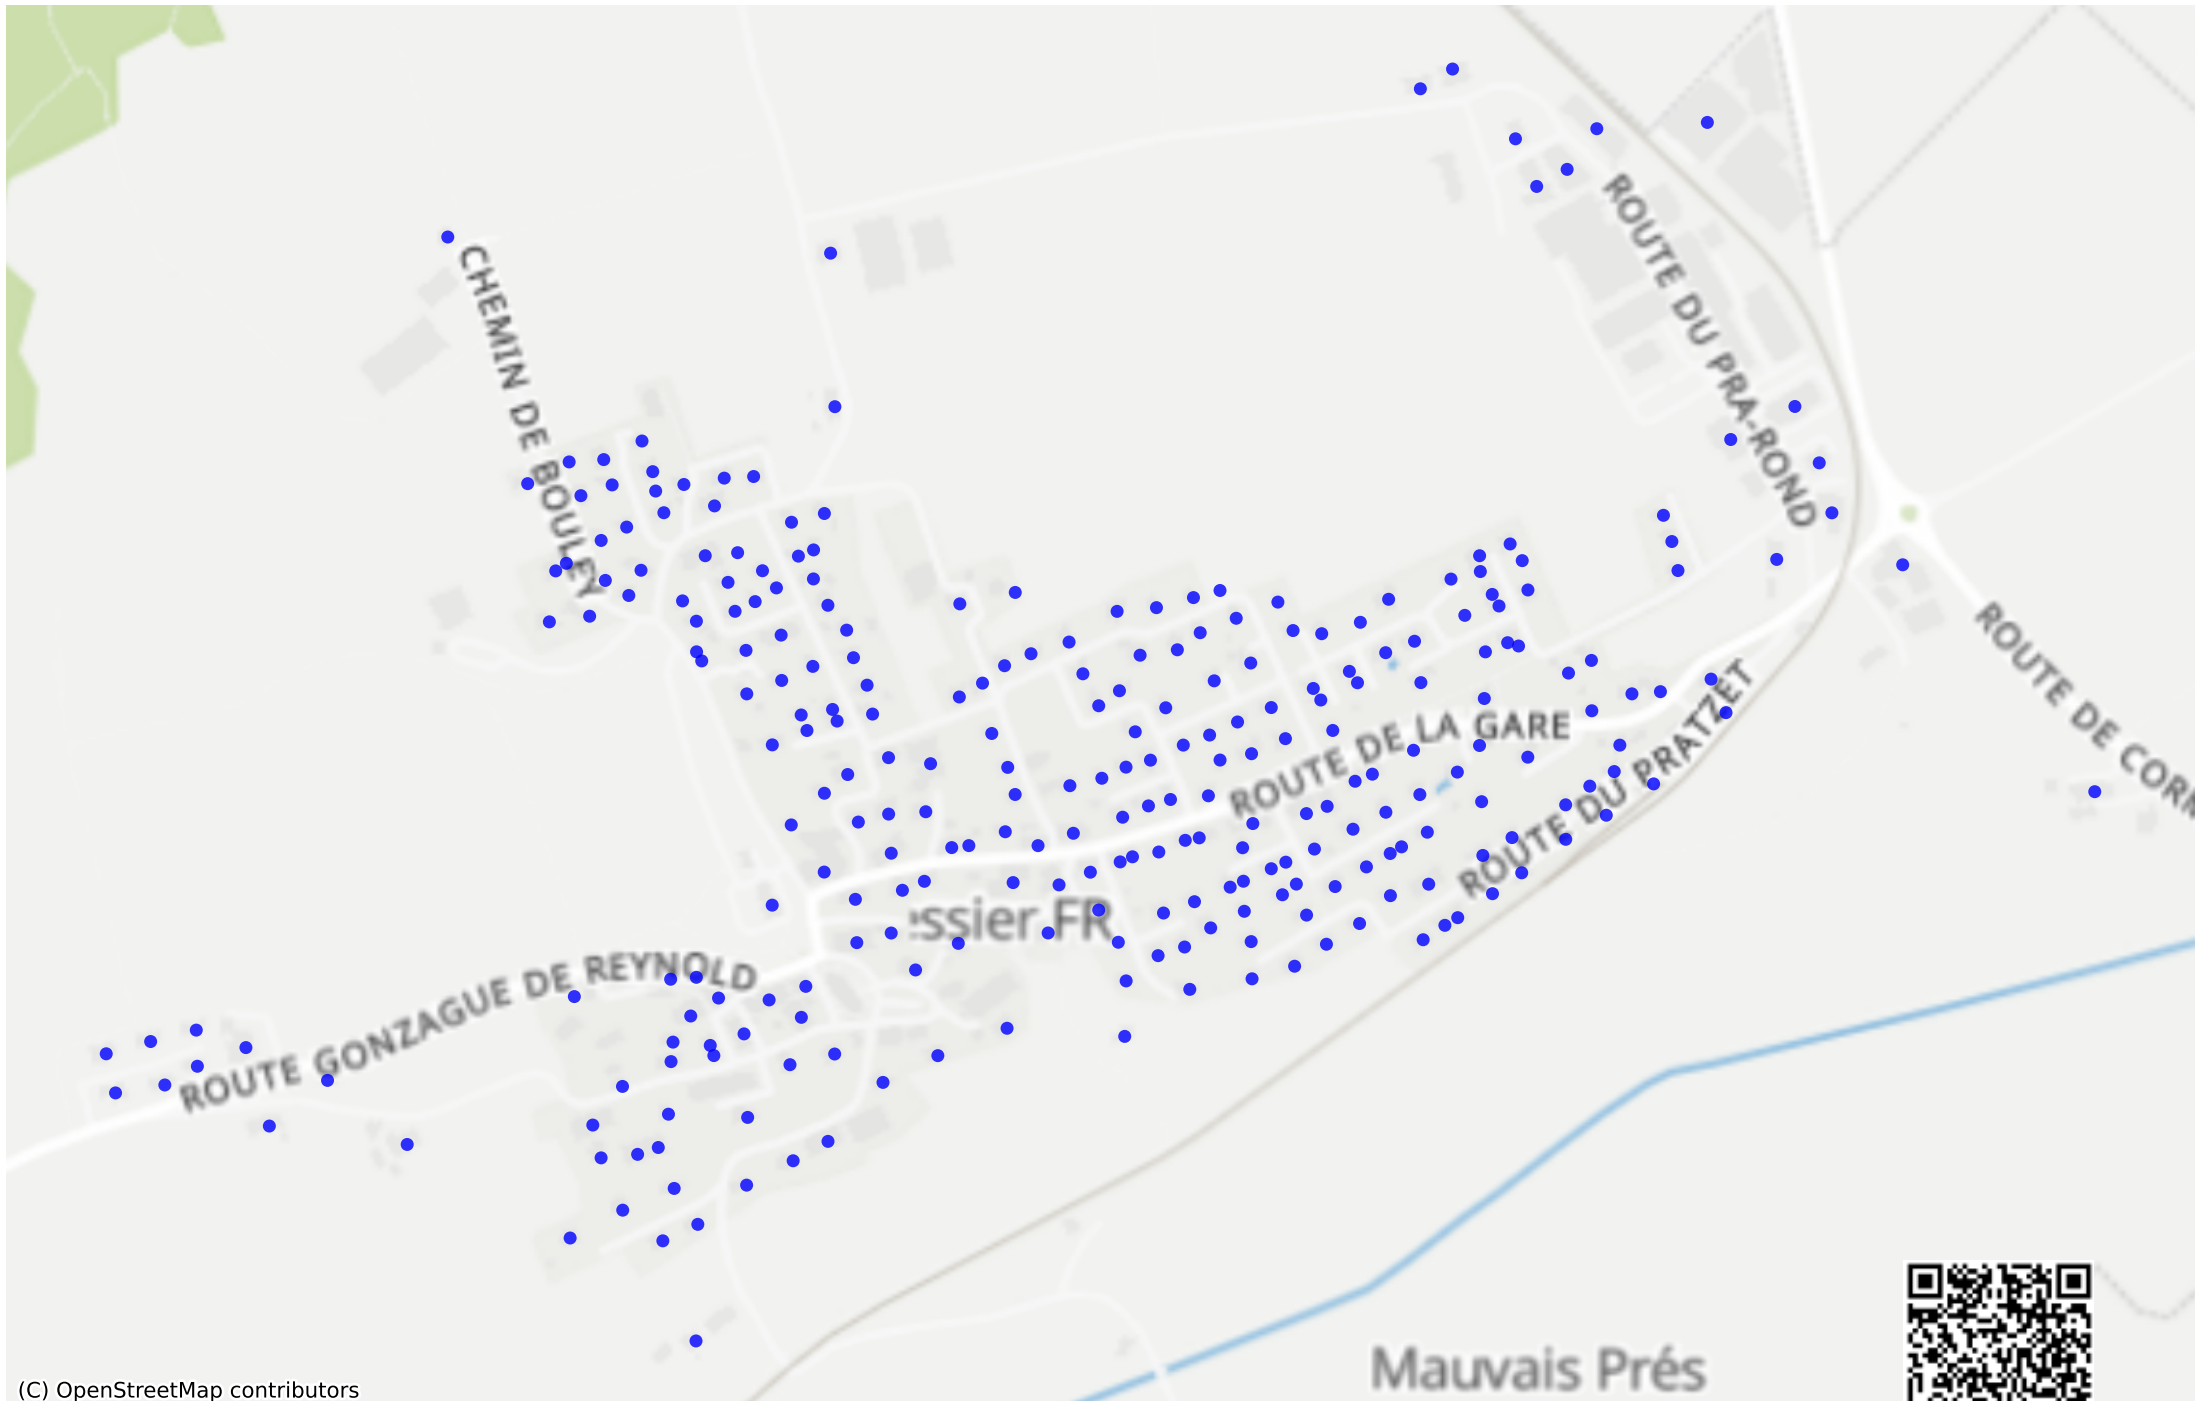 CHEMIN DE BOULEY
ROUTE DU PRA-ROND
ROUTE DE CORM
ROUTE DE LA GARE
ROUTE DU PRATZET
ssier FR
ROUTE GONZAGUE DE REYNOLD
Mauvais Prés
(C) OpenStreetMap contributors